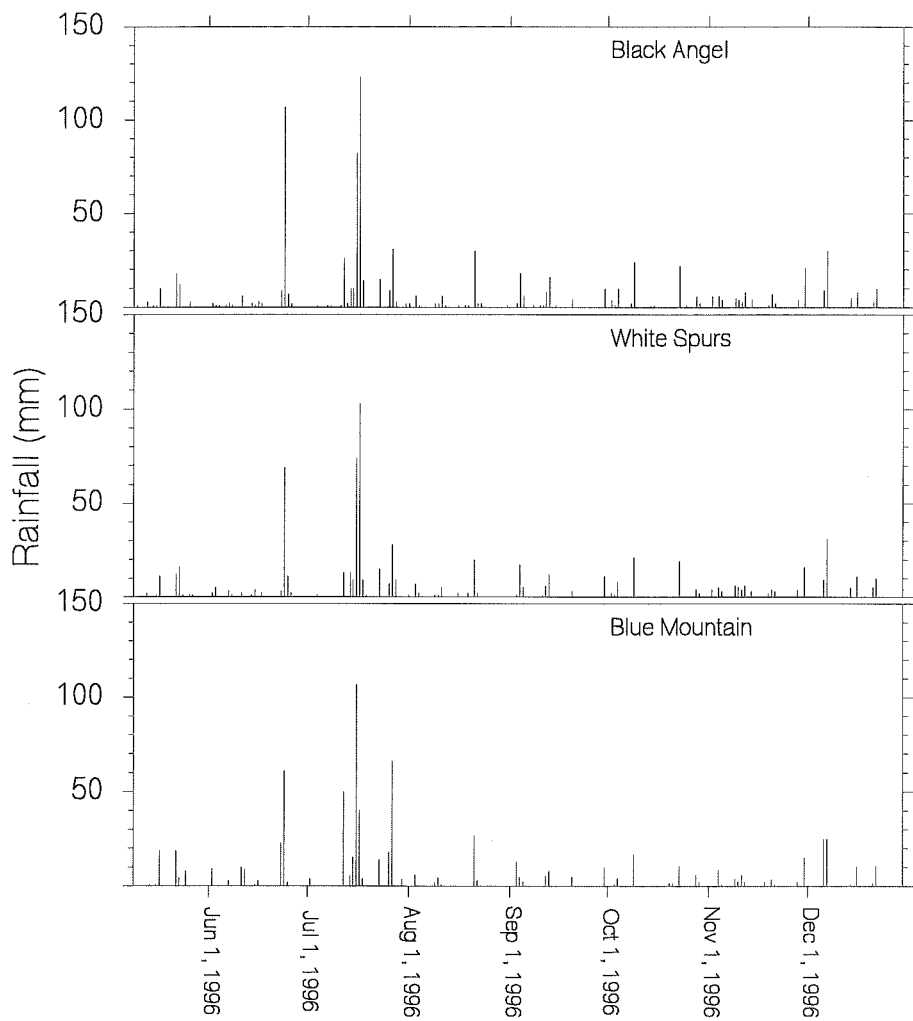 150
Black Angel
100
50
150
White Spurs
100
50
150
Blue Mountain
100
50
Rainfall (mm)
Jun 1, 1996
Jul 1, 1996
Aug 1, 1996
Sep 1, 1996
Oct 1, 1996
Nov 1, 1996
Dec 1, 1996